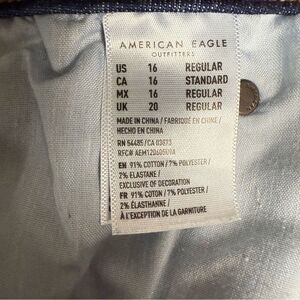 AMERICAN EAGLE
OUTFITTERS
US 16 REGULAR
CA 16 STANDARD
MX 16 REGULAR
UK 20 REGULAR
MADE IN CHINA / FABRIQUÉ EN CHINE /
HECHO EN CHINA
RN 54485/CA 03873
RFC# AEM120605U9A
EN 91% COTTON / 7% POLYESTER /
2% ELASTANE /
EXCLUSIVE OF DECORATION
FR 91% COTON / 7% POLYESTER /
2% ÉLASTHANNE /
À L'EXCEPTION DE LA GARNITURE